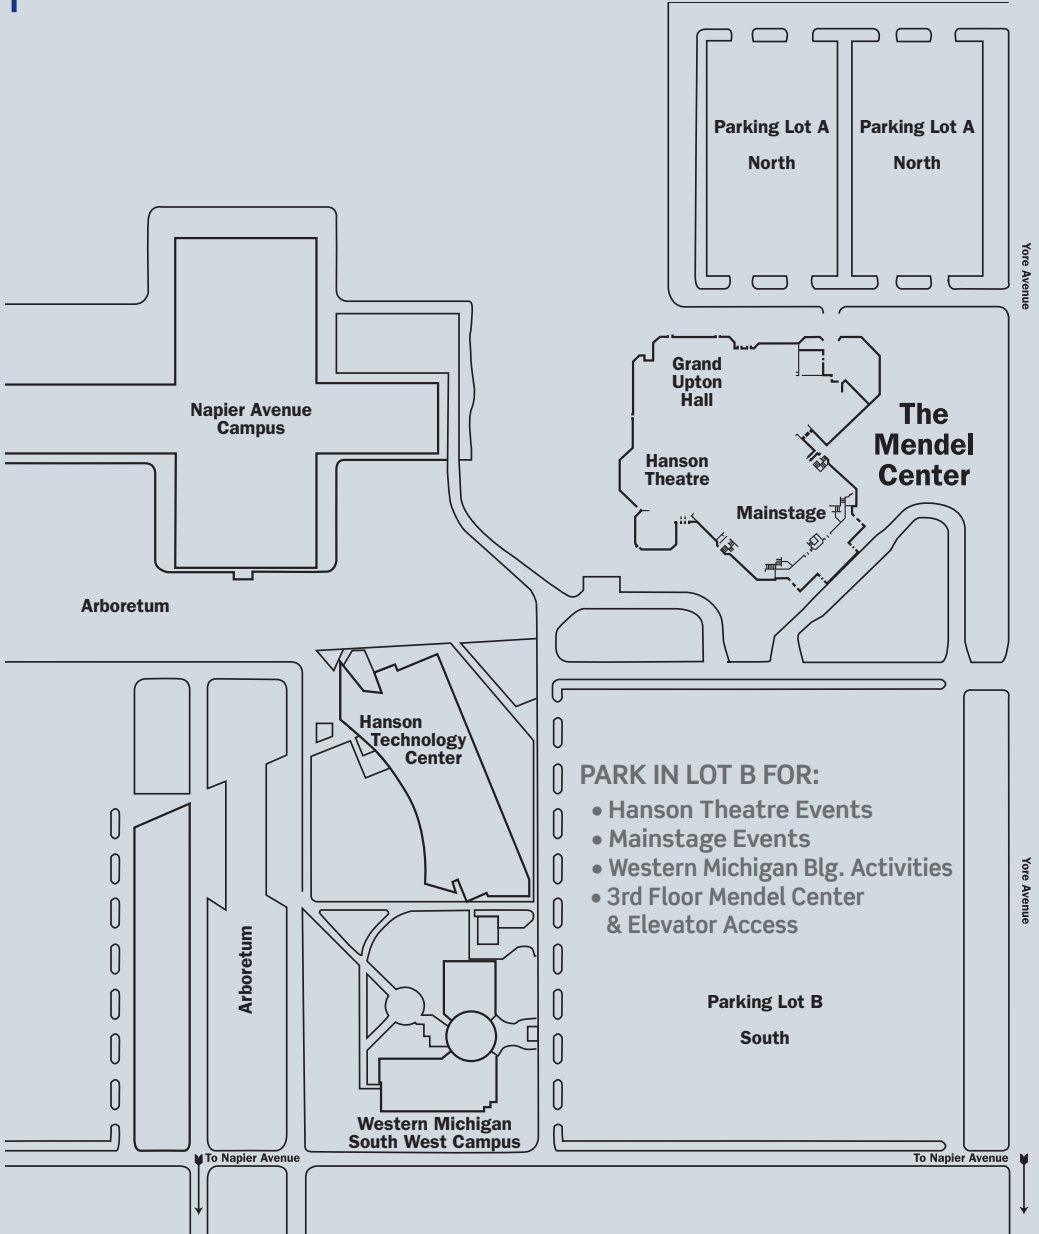 Parking Lot A
North
Parking Lot A
North
Yore Avenue
Grand
Upton
Hall
Napier Avenue
Campus
The
Mendel
Center
Hanson
Theatre
Mainstage
Arboretum
Hanson
Technology
Center
PARK IN LOT B FOR:
• Hanson Theatre Events
• Mainstage Events
• Western Michigan Blg. Activities
• 3rd Floor Mendel Center
& Elevator Access
Yore Avenue
Arboretum
Parking Lot B
South
Western Michigan
South West Campus
To Napier Avenue
To Napier Avenue